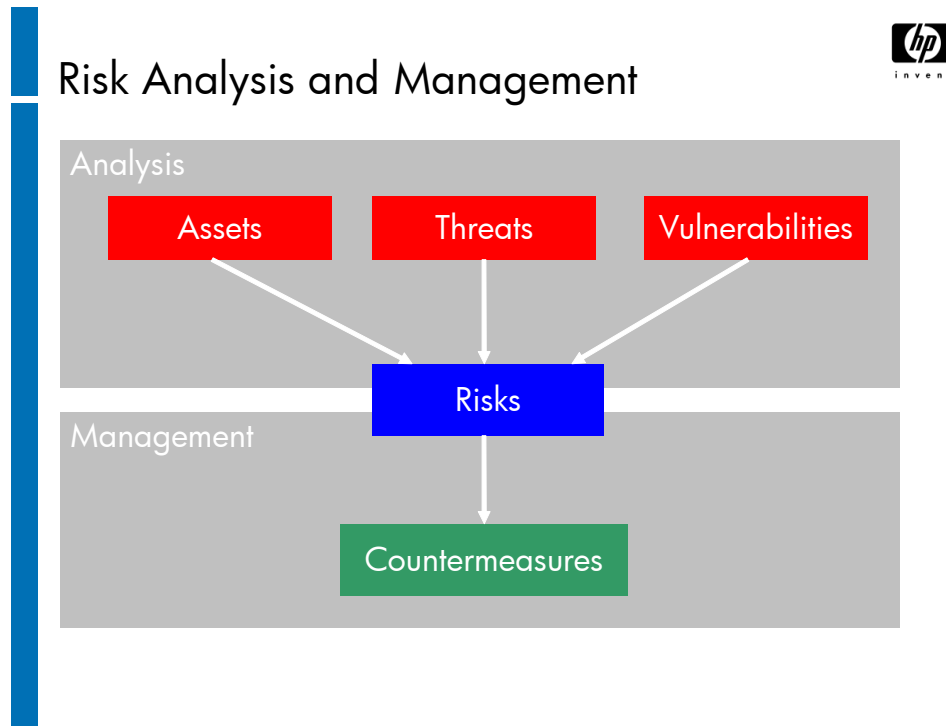 hp
inven
Risk Analysis and Management
Analysis
Assets
Threats
Vulnerabilities
Risks
Management
Countermeasures